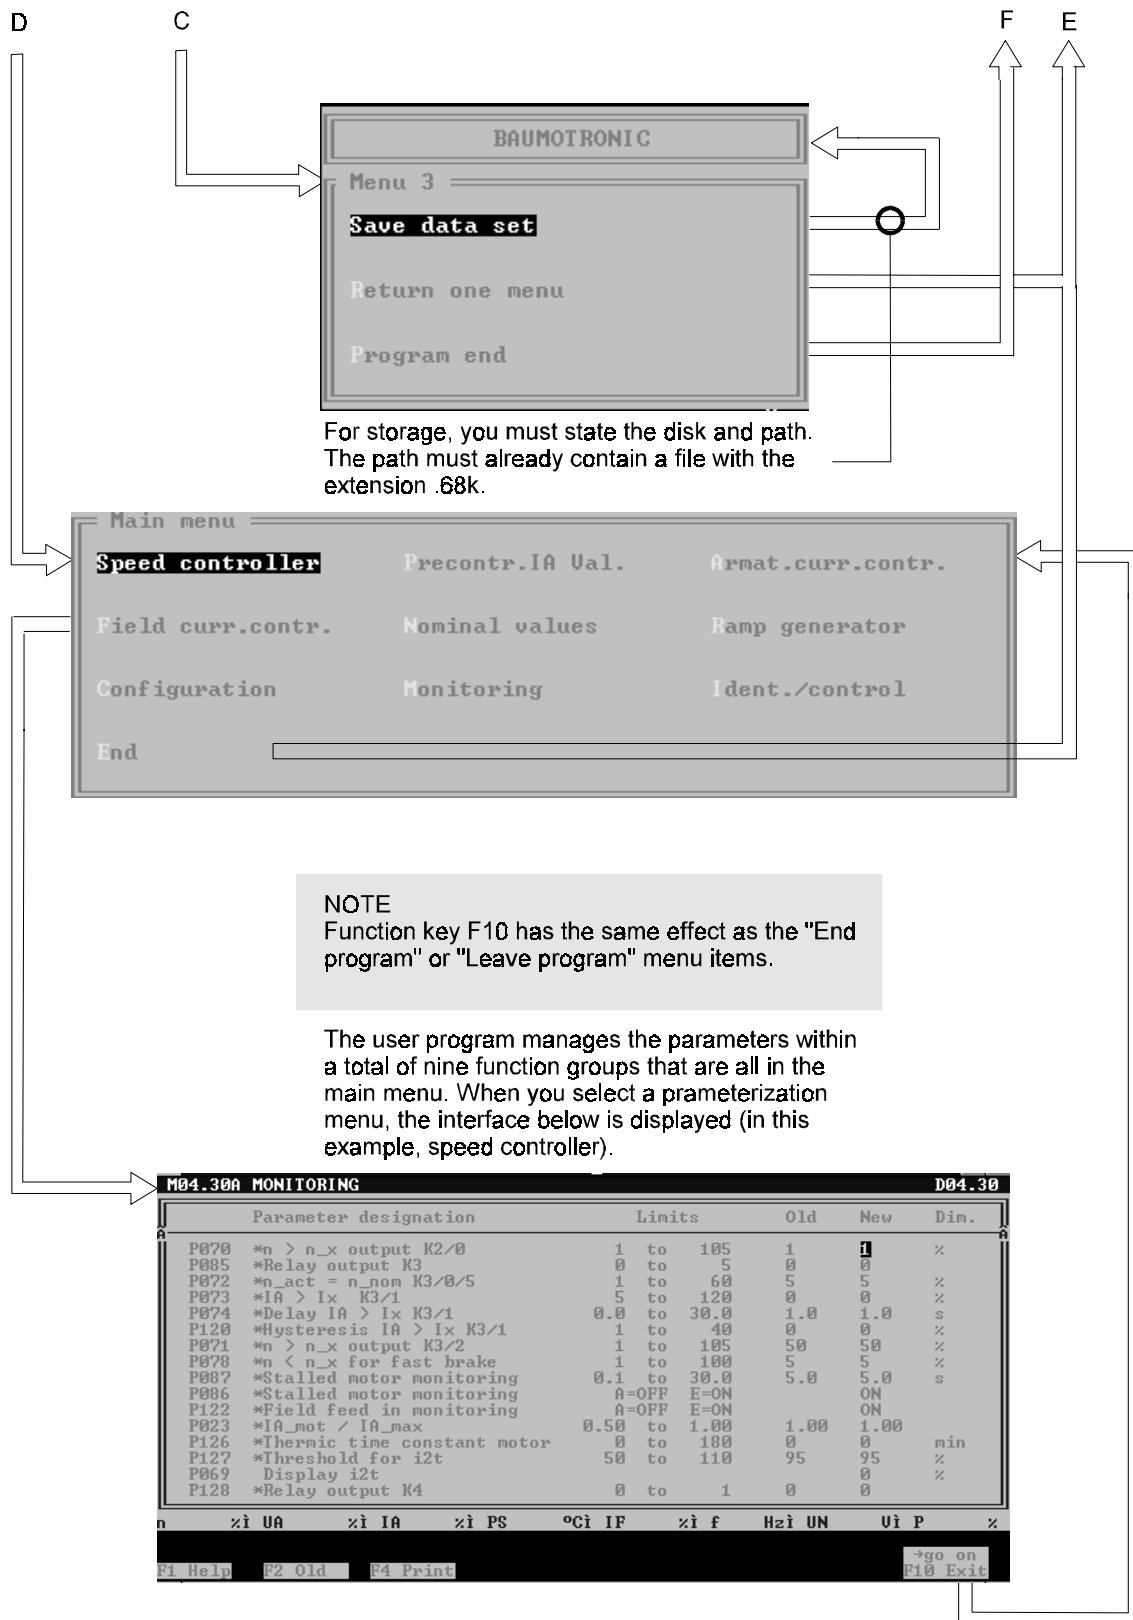 D C F E
BAUMOTRONIC
Menu 3
Save data set
Return one menu
Program end
For storage, you must state the disk and path.
The path must already contain a file with the
extension .68k.
Main menu
Speed controller Precontr.IA Val. Armat.curr.contr.
Field curr.contr. Nominal values Ramp generator
Configuration Monitoring Ident./control
End
NOTE
Function key F10 has the same effect as the "End
program" or "Leave program" menu items.
The user program manages the parameters within
a total of nine function groups that are all in the
main menu. When you select a prameterization
menu, the interface below is displayed (in this
example, speed controller).
M04.30A MONITORING D04.30
Parameter designation Limits Old New Dim.
P070 *n > n_x output K2/0 1 to 105 1 1 %
P085 *Relay output K3 0 to 5 0 0
P072 *n_act = n_nom K3/0/5 1 to 60 5 5 %
P073 *IA > Ix K3/1 5 to 120 0 0 %
P074 *Delay IA > Ix K3/1 0.0 to 30.0 1.0 1.0 s
P120 *Hysteresis IA > Ix K3/1 1 to 40 0 0 %
P071 *n > n_x output K3/2 1 to 105 50 50 %
P078 *n < n_x for fast brake 1 to 100 5 5 %
P087 *Stalled motor monitoring 0.1 to 30.0 5.0 5.0 s
P086 *Stalled motor monitoring A=OFF E=ON ON
P122 *Field feed in monitoring A=OFF E=ON ON
P023 *IA_mot / IA_max 0.50 to 1.00 1.00 1.00
P126 *Thermic time constant motor 0 to 180 0 0 min
P127 *Threshold for i2t 50 to 110 95 95 %
P069 Display i2t 0 %
P128 *Relay output K4 0 to 1 0 0
n %ì UA %ì IA %ì PS ºCì IF %ì f Hzì UN Vì P %
F1 Help F2 Old F4 Print →go on
F10 Exit